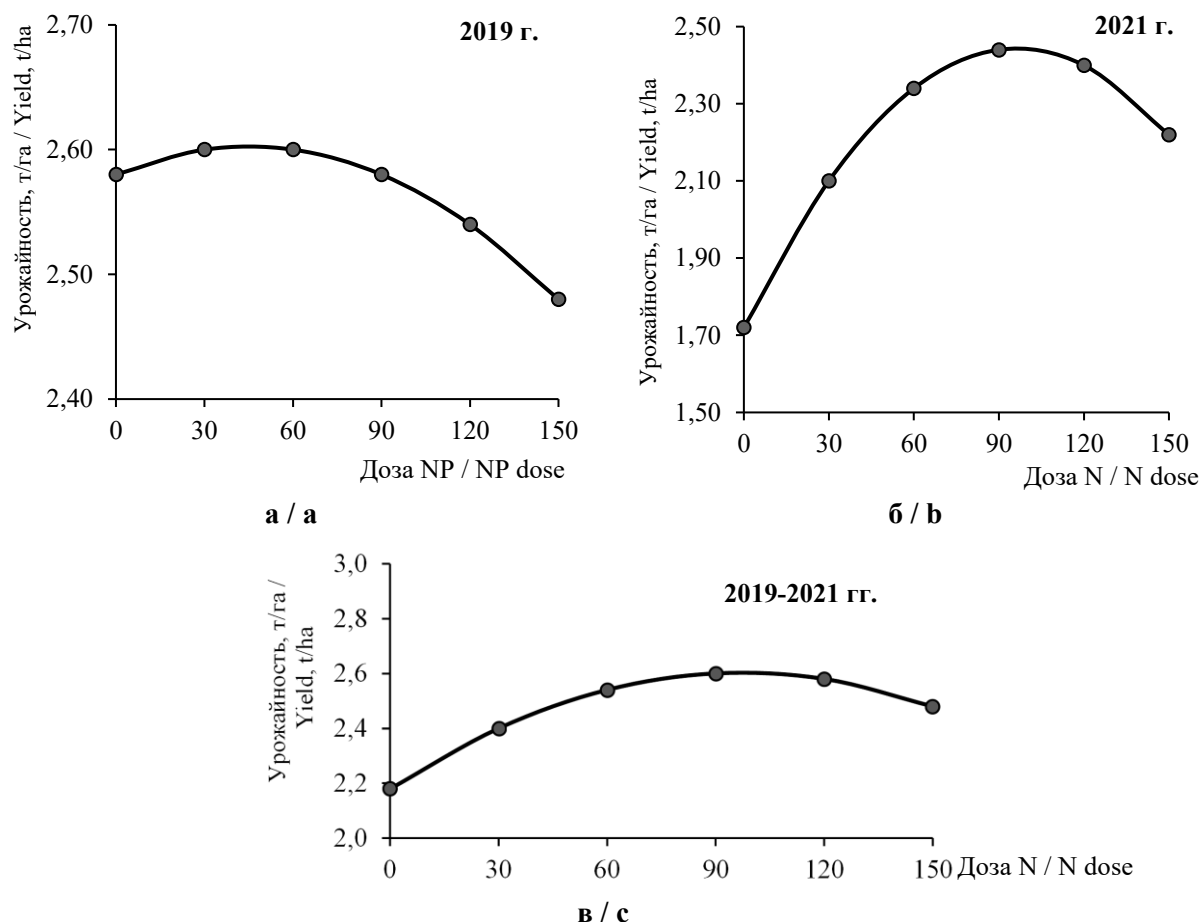 2019 г.
Урожайность, т/га / Yield, t/ha
2,70
2,60
2,50
2,40
0 30 60 90 120 150
Доза NP / NP dose
а / a
2021 г.
Урожайность, т/га / Yield, t/ha
2,50
2,30
2,10
1,90
1,70
1,50
0 30 60 90 120 150
Доза N / N dose
б / b
2019-2021 гг.
Урожайность, т/га /
Yield, t/ha
3,0
2,8
2,6
2,4
2,2
2,0
0 30 60 90 120 150 Доза N / N dose
в / c